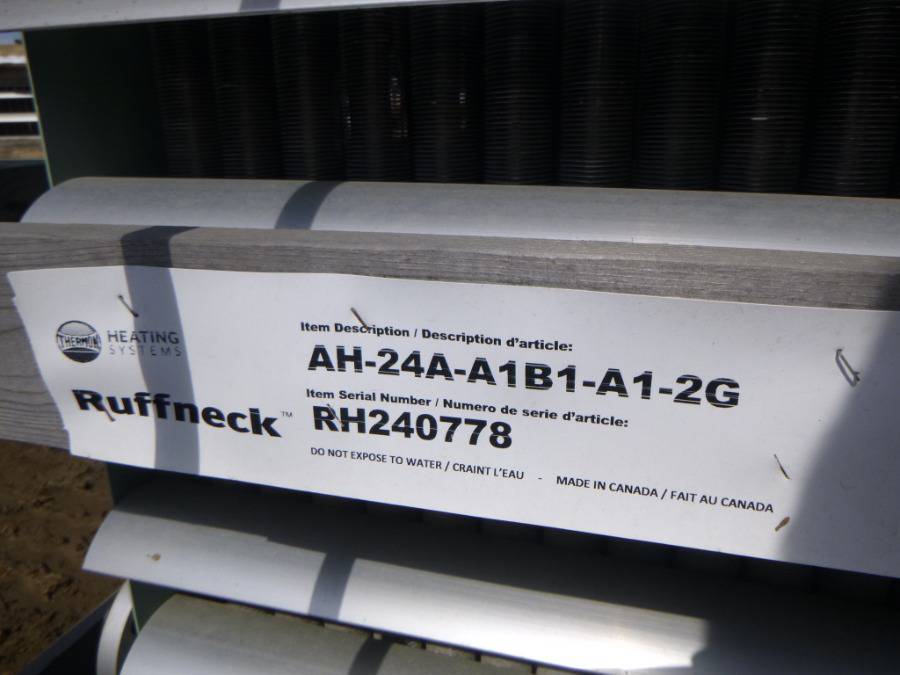 THERMON HEATING
SYSTEMS
Ruffneck™
Item Description / Description d'article:
AH-24A-A1B1-A1-2G
Item Serial Number / Numero de serie d'article:
RH240778
DO NOT EXPOSE TO WATER / CRAINT L'EAU - MADE IN CANADA / FAIT AU CANADA